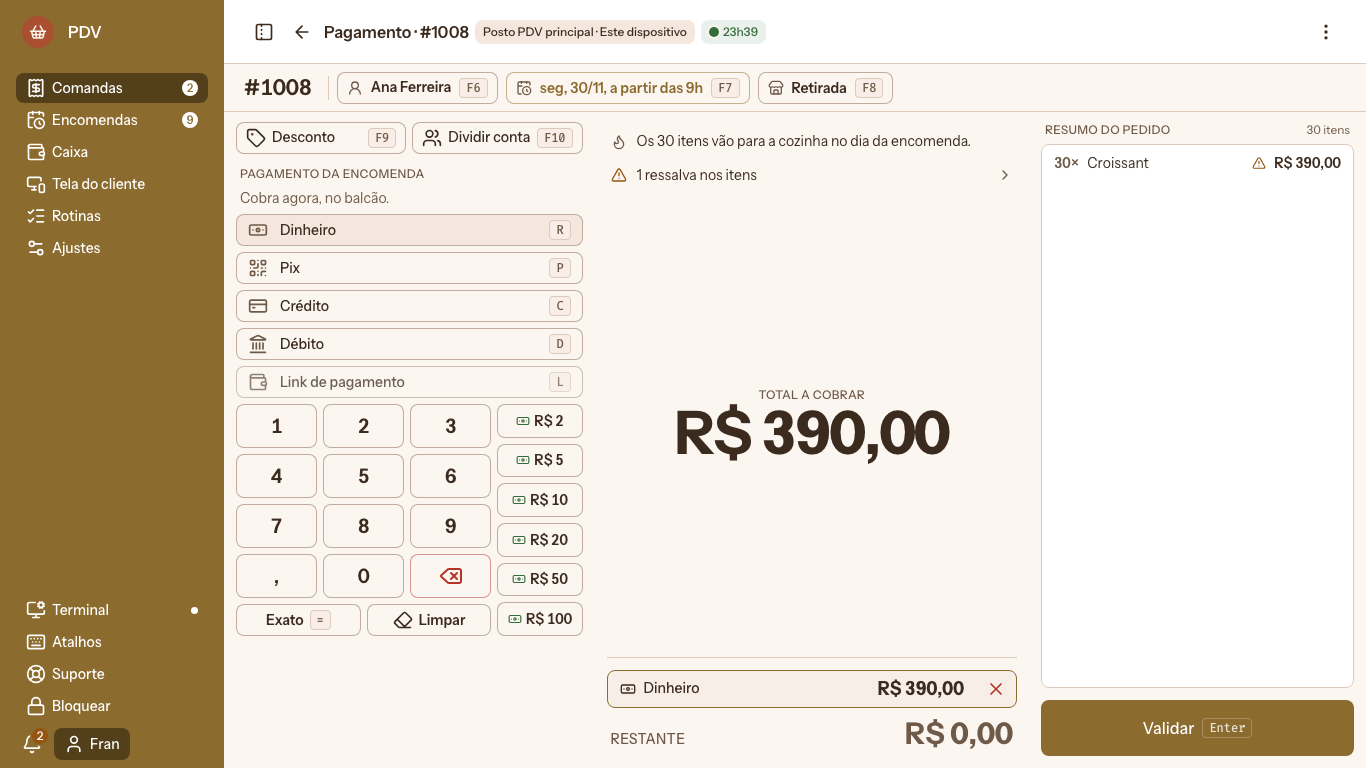 PDV
Comandas 2
Encomendas 9
Caixa
Tela do cliente
Rotinas
Ajustes
Terminal
Atalhos
Suporte
Bloquear
2 Fran
Pagamento · #1008 Posto PDV principal · Este dispositivo 23h39
#1008 Ana Ferreira F6 seg, 30/11, a partir das 9h F7 Retirada F8
Desconto F9 Dividir conta F10
PAGAMENTO DA ENCOMENDA
Cobra agora, no balcão.
Dinheiro R
Pix P
Crédito C
Débito D
Link de pagamento L
1 2 3 R$ 2
4 5 6 R$ 5
7 8 9 R$ 10
, 0 R$ 20
R$ 50
Exato = Limpar R$ 100
Os 30 itens vão para a cozinha no dia da encomenda.
1 ressalva nos itens
TOTAL A COBRAR
R$ 390,00
Dinheiro R$ 390,00
RESTANTE R$ 0,00
RESUMO DO PEDIDO 30 itens
30× Croissant R$ 390,00
Validar Enter